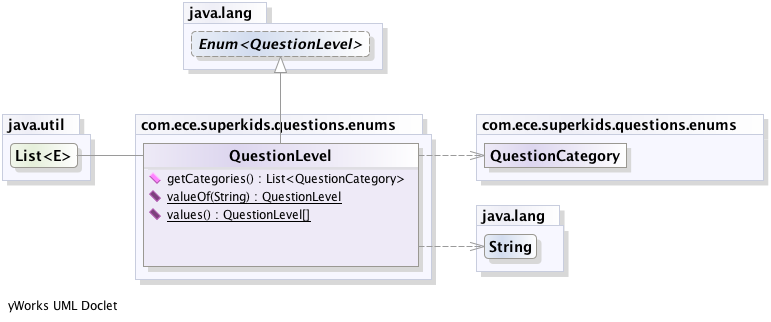 java.lang
Enum<QuestionLevel>
java.util
List<E>
com.ece.superkids.questions.enums
QuestionLevel
getCategories() : List<QuestionCategory>
valueOf(String) : QuestionLevel
values() : QuestionLevel[]
com.ece.superkids.questions.enums
QuestionCategory
java.lang
String
yWorks UML Doclet